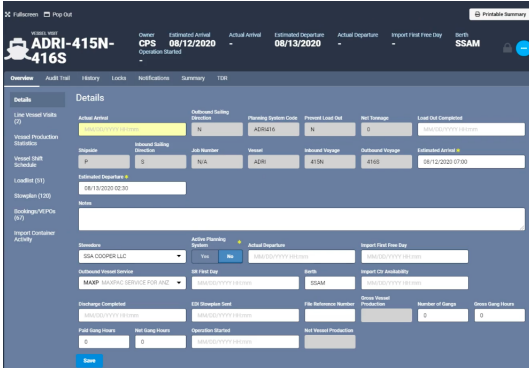 Fullscreen Pop Out Printable Summary
VESSEL VISIT Owner Estimated Arrival Actual Arrival Estimated Departure Actual Departure Import First Free Day Berth
ADRI-415N-416S CPS 08/12/2020 - 08/13/2020 - - SSAM
Operation Started
-
Overview Audit Trail History Locks Notifications Summary TDR
Details
Line Vessel Visits (7)
Vessel Production Statistics
Vessel Shift Schedule
Loadlist (51)
Stowplan (120)
Bookings/VEPOs (67)
Import Container Activity
Details
Actual Arrival Outbound Sailing Direction Planning System Code Prevent Load Out Net Tonnage Load Out Completed
MM/DD/YYYY HH:mm N ADRI416 N 0 MM/DD/YYYY HH:mm
Shipside Inbound Sailing Direction Job Number Vessel Inbound Voyage Outbound Voyage Estimated Arrival
P S N/A ADRI 415N 416S 08/12/2020 07:00
Estimated Departure
08/13/2020 02:30
Notes
Stevedore Active Planning System Actual Departure Import First Free Day
SSA COOPER LLC Yes No MM/DD/YYYY HH:mm MM/DD/YYYY HH:mm
Outbound Vessel Service GR First Day Berth Import Ctr Availability
MAXP MAXPAC SERVICE FOR ANZ MM/DD/YYYY HH:mm SSAM MM/DD/YYYY HH:mm
Discharge Completed EDI Stowplan Sent File Reference Number Gross Vessel Production Number of Gangs Gross Gang Hours
MM/DD/YYYY HH:mm MM/DD/YYYY HH:mm 0 0
Paid Gang Hours Net Gang Hours Operation Started Net Vessel Production
0 0 MM/DD/YYYY HH:mm
Save